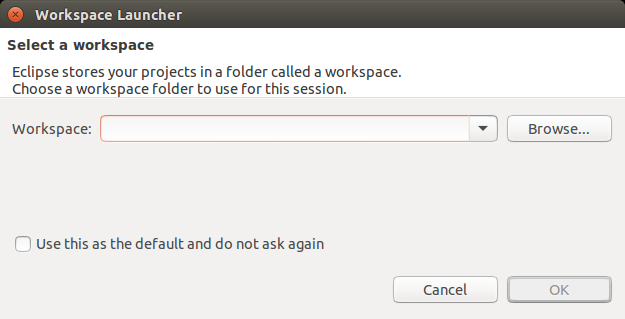 Workspace Launcher
Select a workspace
Eclipse stores your projects in a folder called a workspace.
Choose a workspace folder to use for this session.
Workspace:
Browse...
Use this as the default and do not ask again
Cancel
OK